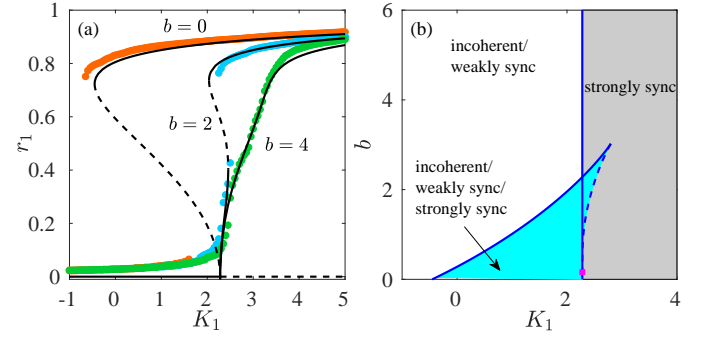 (a)
b = 0
b = 2
b = 4
1
0.8
0.6
0.4
0.2
0
r1
-1 0 1 2 3 4 5
K1
(b)
incoherent/
weakly sync
strongly sync
incoherent/
weakly sync/
strongly sync
6
4
2
0
b
0 2 4
K1